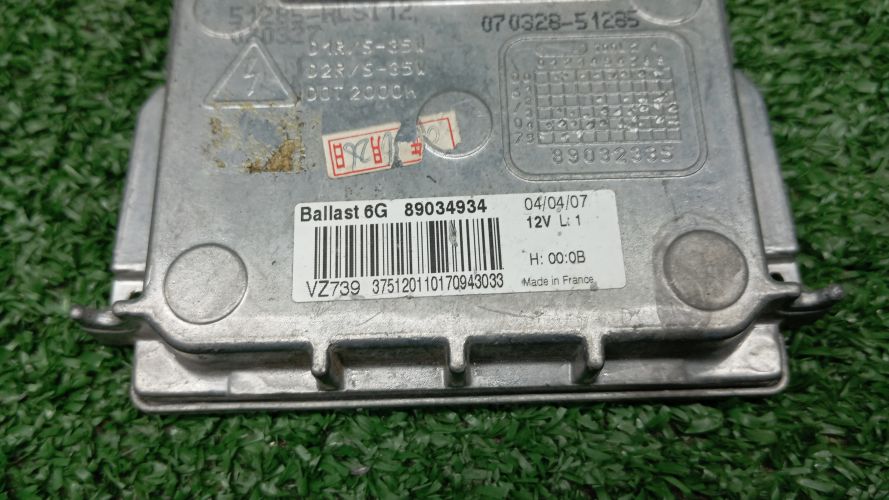 070328-51285
D1R/S-35W
D2R/S-35W
DOT 2000h
89032335
Ballast 6G 89034934
04/04/07
12V L: 1
H: 00:0B
VZ739 375120110170943033
Made in France